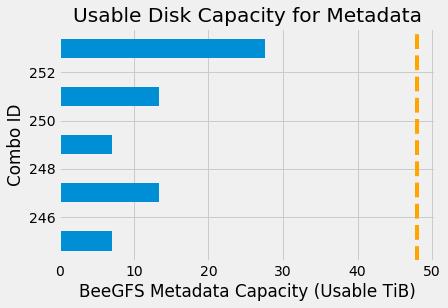 Usable Disk Capacity for Metadata
Combo ID
252
250
248
246
0 10 20 30 40 50
BeeGFS Metadata Capacity (Usable TiB)